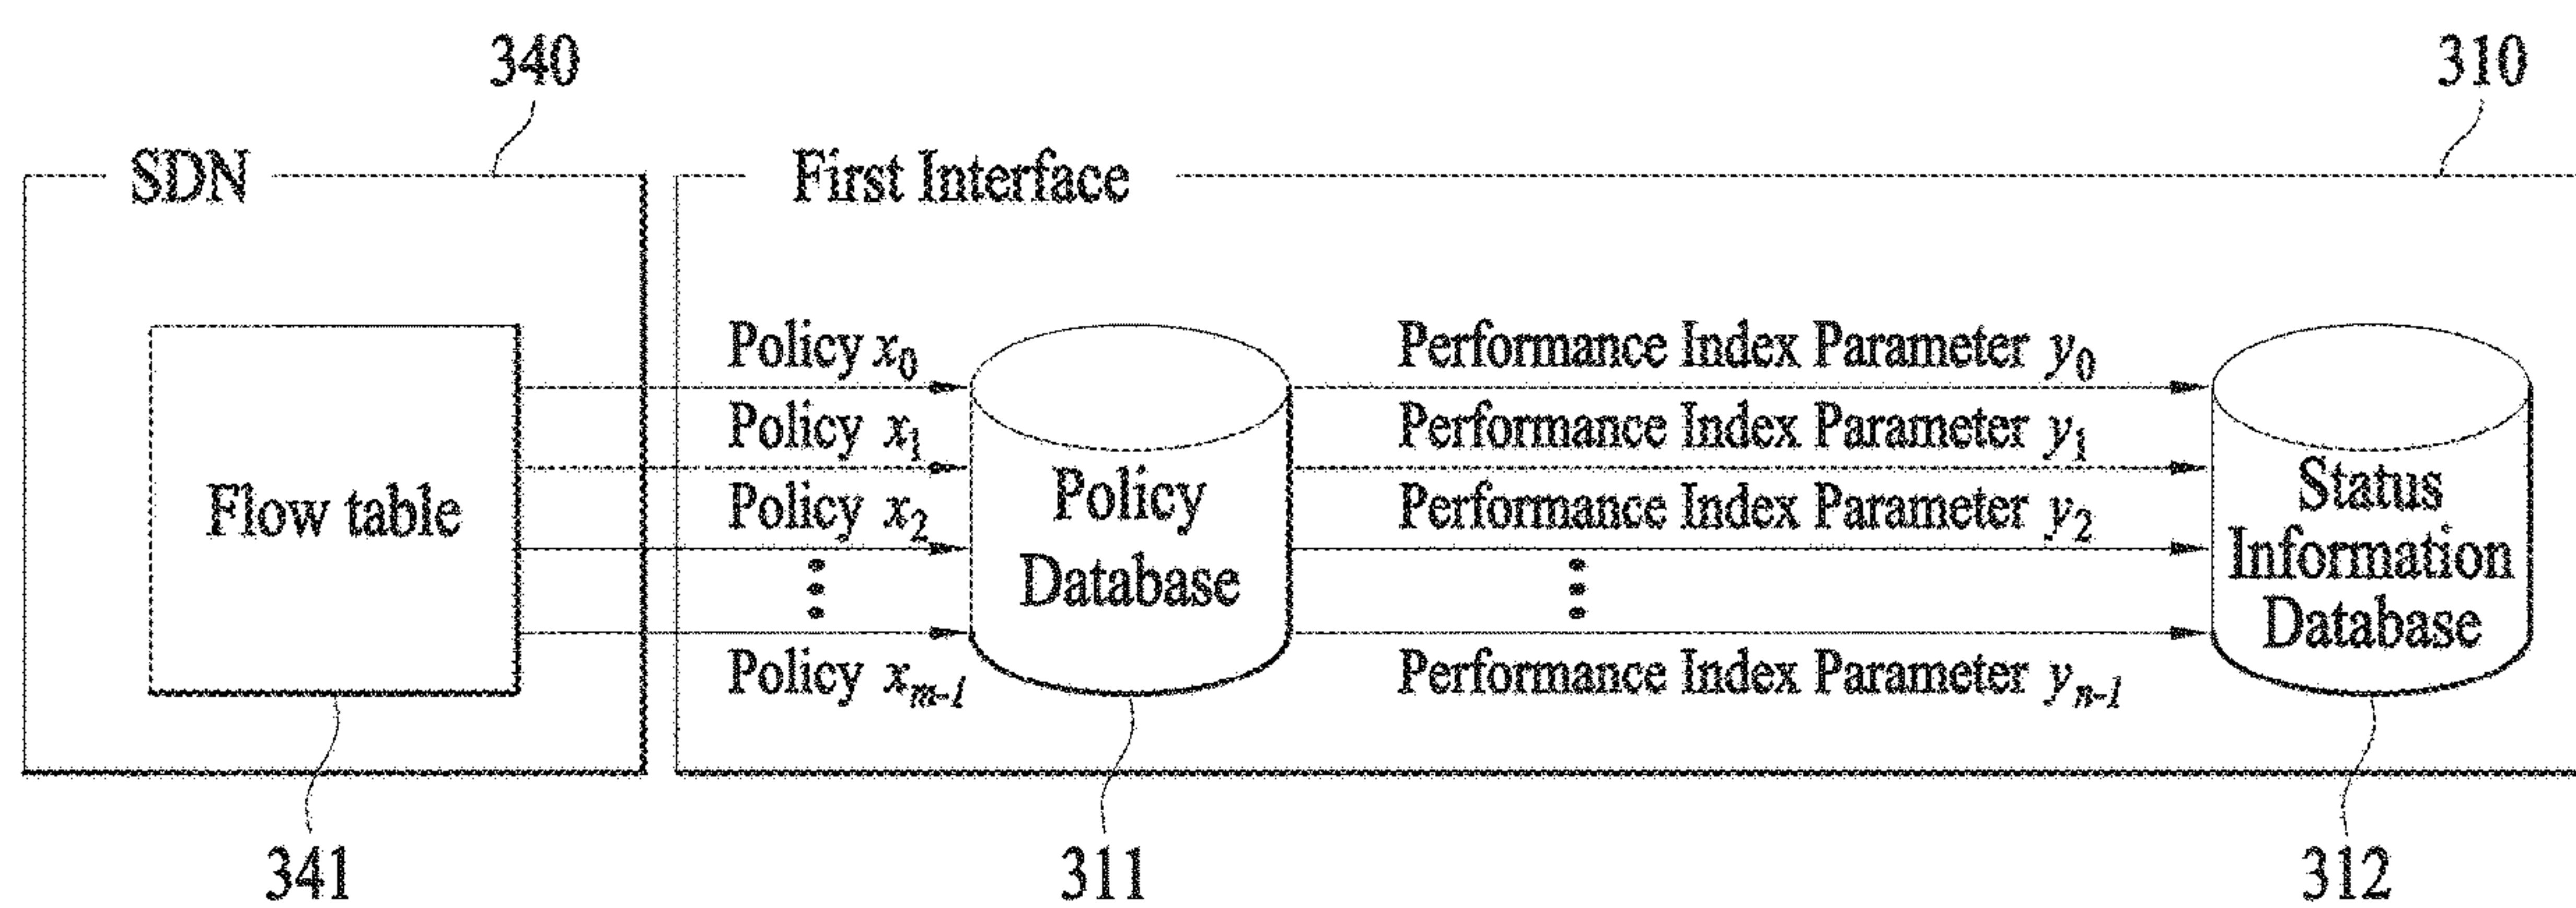 340
310
SDN
First Interface
Policy x0
Performance Index Parameter y0
Policy x1
Performance Index Parameter y1
Policy x2
Performance Index Parameter y2
Policy xm-1
Performance Index Parameter yn-1
Flow table
Policy
Database
Status
Information
Database
341
311
312